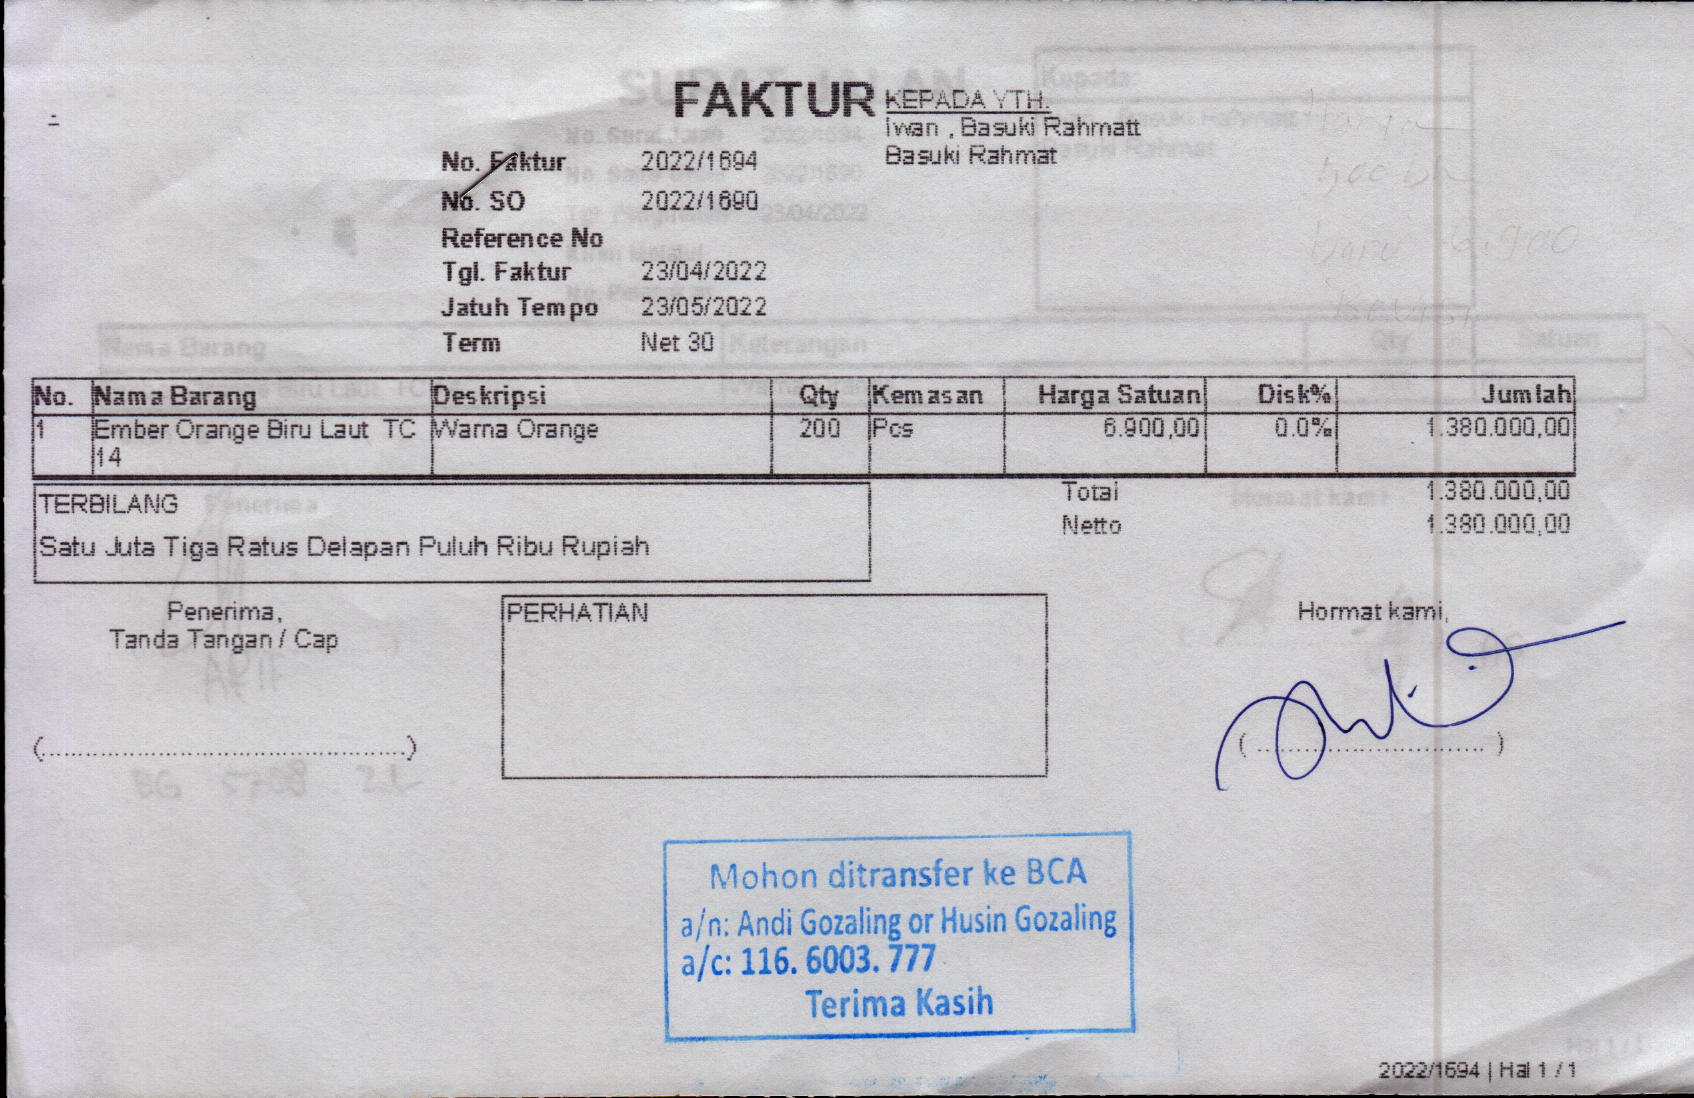 FAKTUR
KEPADA YTH.
Iwan , Basuki Rahmatt
Basuki Rahmat
No. Faktur 2022/1694
No. SO 2022/1690
Reference No
Tgl. Faktur 23/04/2022
Jatuh Tempo 23/05/2022
Term Net 30
No. Nama Barang Deskripsi Qty Kemasan Harga Satuan Disk% Jumlah
1 Ember Orange Biru Laut TC Warna Orange 200 Pcs 6.900,00 0.0% 1.380.000,00
14
TERBILANG
Satu Juta Tiga Ratus Delapan Puluh Ribu Rupiah
Total 1.380.000,00
Netto 1.380.000,00
Penerima,
Tanda Tangan / Cap
(..........................................)
PERHATIAN
Hormat kami,
(............................)
Mohon ditransfer ke BCA
a/n: Andi Gozaling or Husin Gozaling
a/c: 116. 6003. 777
Terima Kasih
2022/1694 | Hal 1 / 1